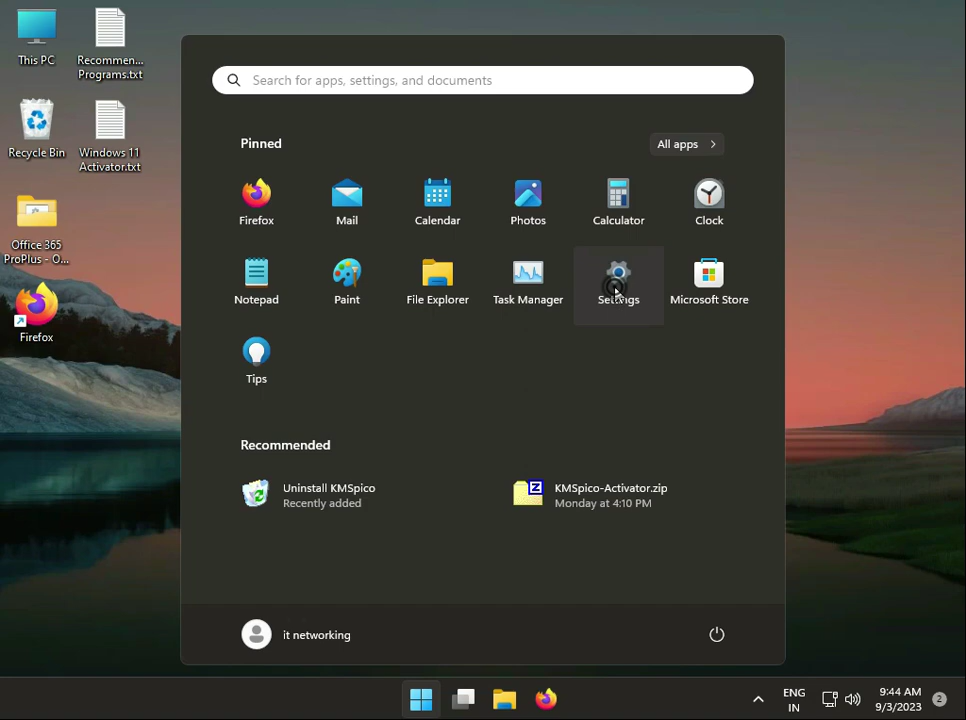 This PC
Recommen...
Programs.txt
Recycle Bin
Windows 11
Activator.txt
Office 365
ProPlus - O...
Firefox
Search for apps, settings, and documents
Pinned
All apps
Firefox
Mail
Calendar
Photos
Calculator
Clock
Notepad
Paint
File Explorer
Task Manager
Settings
Microsoft Store
Tips
Recommended
Uninstall KMSpico
Recently added
KMSpico-Activator.zip
Monday at 4:10 PM
it networking
ENG
IN
9:44 AM
9/3/2023
2